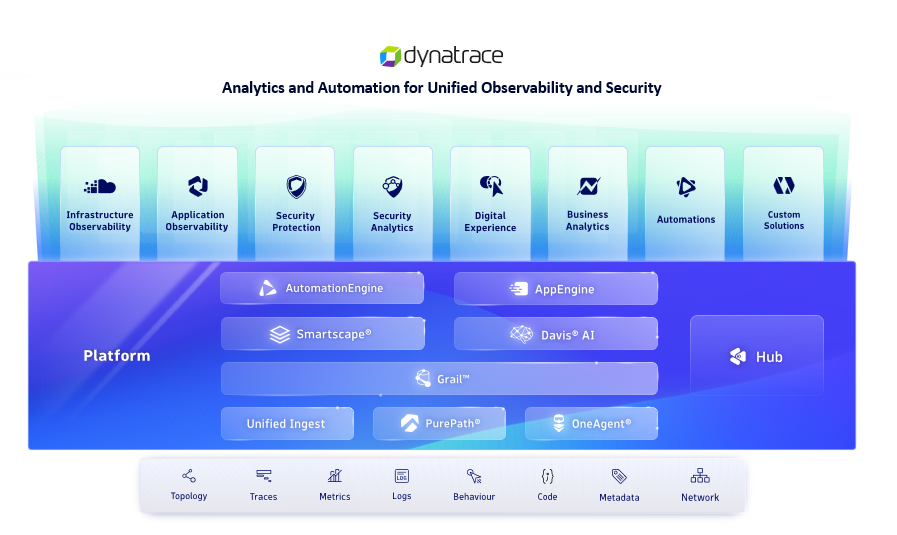 dynatrace
Analytics and Automation for Unified Observability and Security
Infrastructure
Observability
Application
Observability
Security
Protection
Security
Analytics
Digital
Experience
Business
Analytics
Automations
Custom
Solutions
Platform
AutomationEngine
AppEngine
Smartscape®
Davis® AI
Grail™
Unified Ingest
PurePath®
OneAgent®
Hub
LOG
Topology
Traces
Metrics
Logs
Behaviour
Code
Metadata
Network